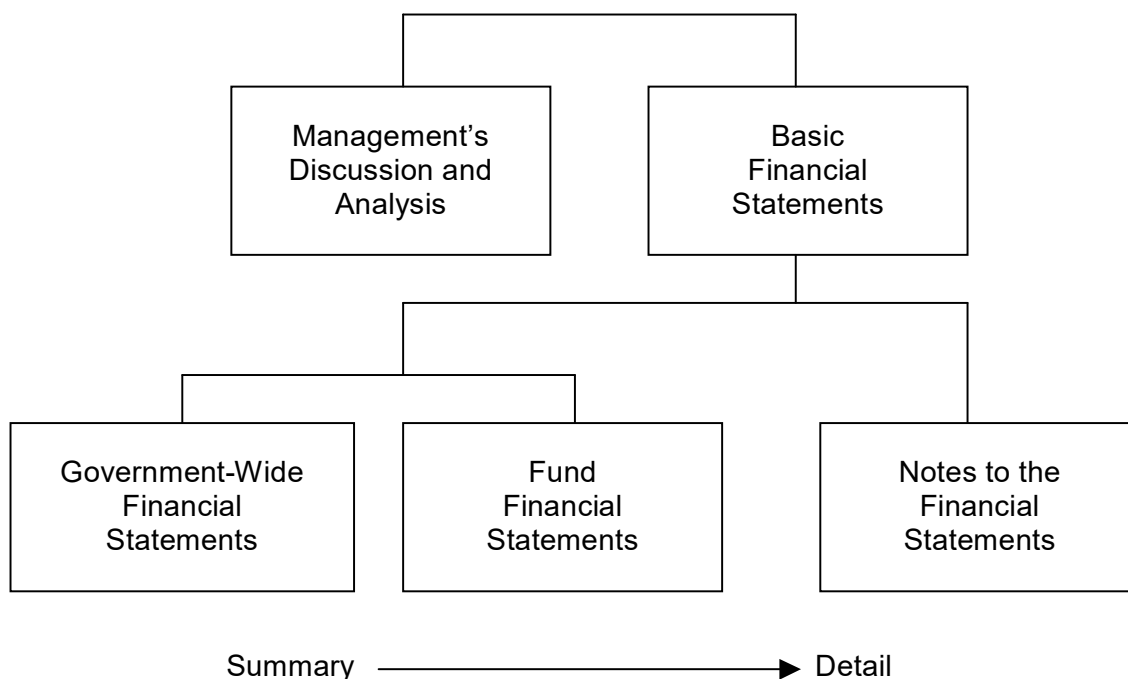 Management’s
Discussion and
Analysis
Basic
Financial
Statements
Government-Wide
Financial
Statements
Fund
Financial
Statements
Notes to the
Financial
Statements
Summary
Detail